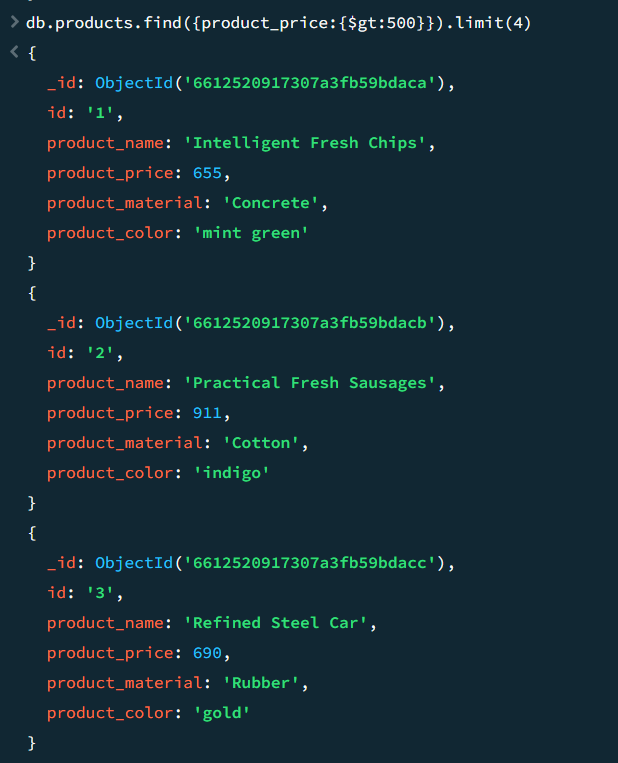 db.products.find({product_price:{$gt:500}}).limit(4)
{
_id: ObjectId('6612520917307a3fb59bdaca'),
id: '1',
product_name: 'Intelligent Fresh Chips',
product_price: 655,
product_material: 'Concrete',
product_color: 'mint green'
}
{
_id: ObjectId('6612520917307a3fb59bdacb'),
id: '2',
product_name: 'Practical Fresh Sausages',
product_price: 911,
product_material: 'Cotton',
product_color: 'indigo'
}
{
_id: ObjectId('6612520917307a3fb59bdacc'),
id: '3',
product_name: 'Refined Steel Car',
product_price: 690,
product_material: 'Rubber',
product_color: 'gold'
}